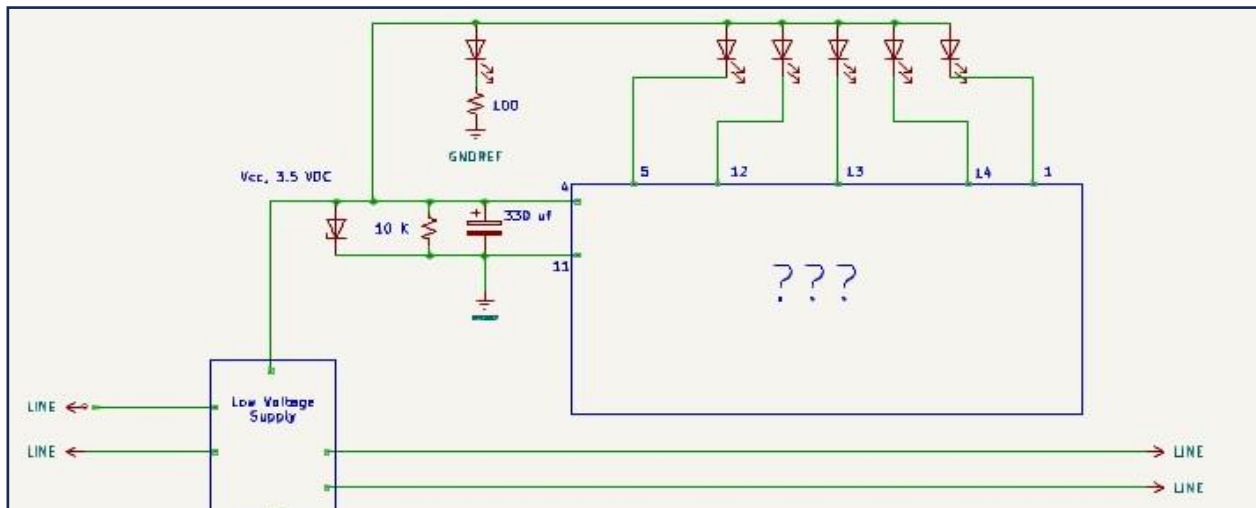 100
GNDREF
Vcc, 3.5 VDC
4
5
12
13
14
1
10 k
330 uf
11
???
LINE
Low Voltage
Supply
LINE
LINE
LINE